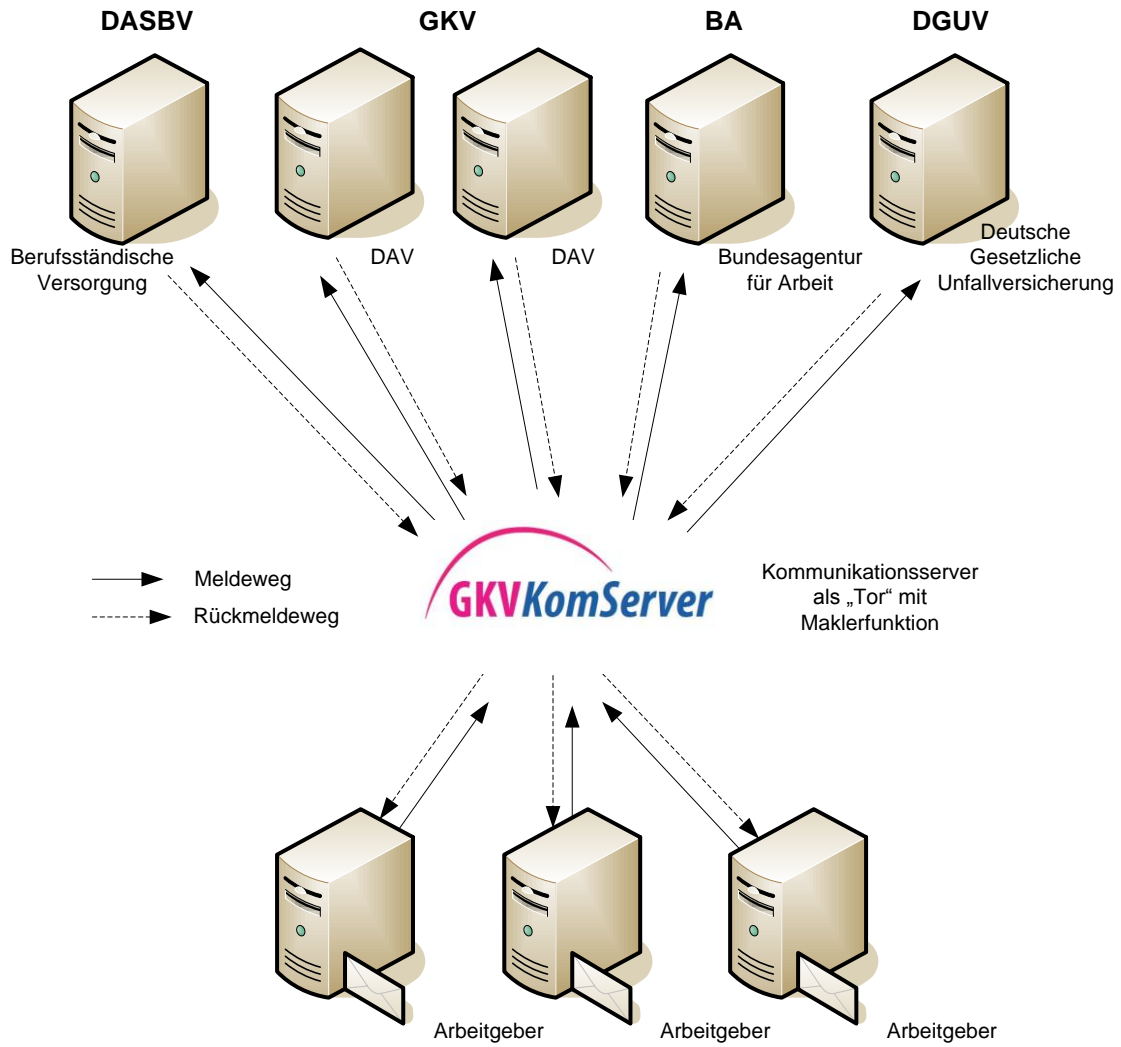 DASBV
GKV
BA
DGUV
Berufsständische
Versorgung
DAV
DAV
Bundesagentur
für Arbeit
Deutsche
Gesetzliche
Unfallversicherung
Meldeweg
Rückmeldeweg
GKVKomServer
Kommunikationsserver
als „Tor“ mit
Maklerfunktion
Arbeitgeber
Arbeitgeber
Arbeitgeber